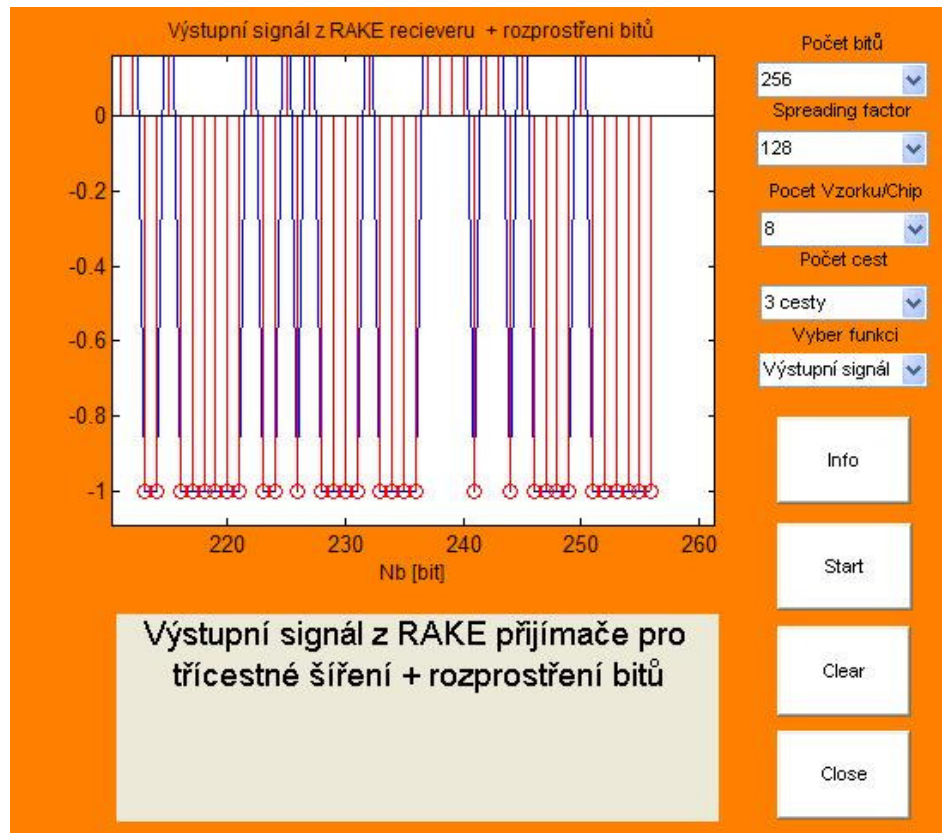 Výstupní signál z RAKE recieveru + rozprostřeni bitů
0
-0.2
-0.4
-0.6
-0.8
-1
220
230
240
250
260
Nb [bit]
Výstupní signál z RAKE přijímače pro
třícestné šíření + rozprostření bitů
Počet bitů
256
Spreading factor
128
Pocet Vzorku/Chip
8
Počet cest
3 cesty
Vyber funkci
Výstupní signál
Info
Start
Clear
Close